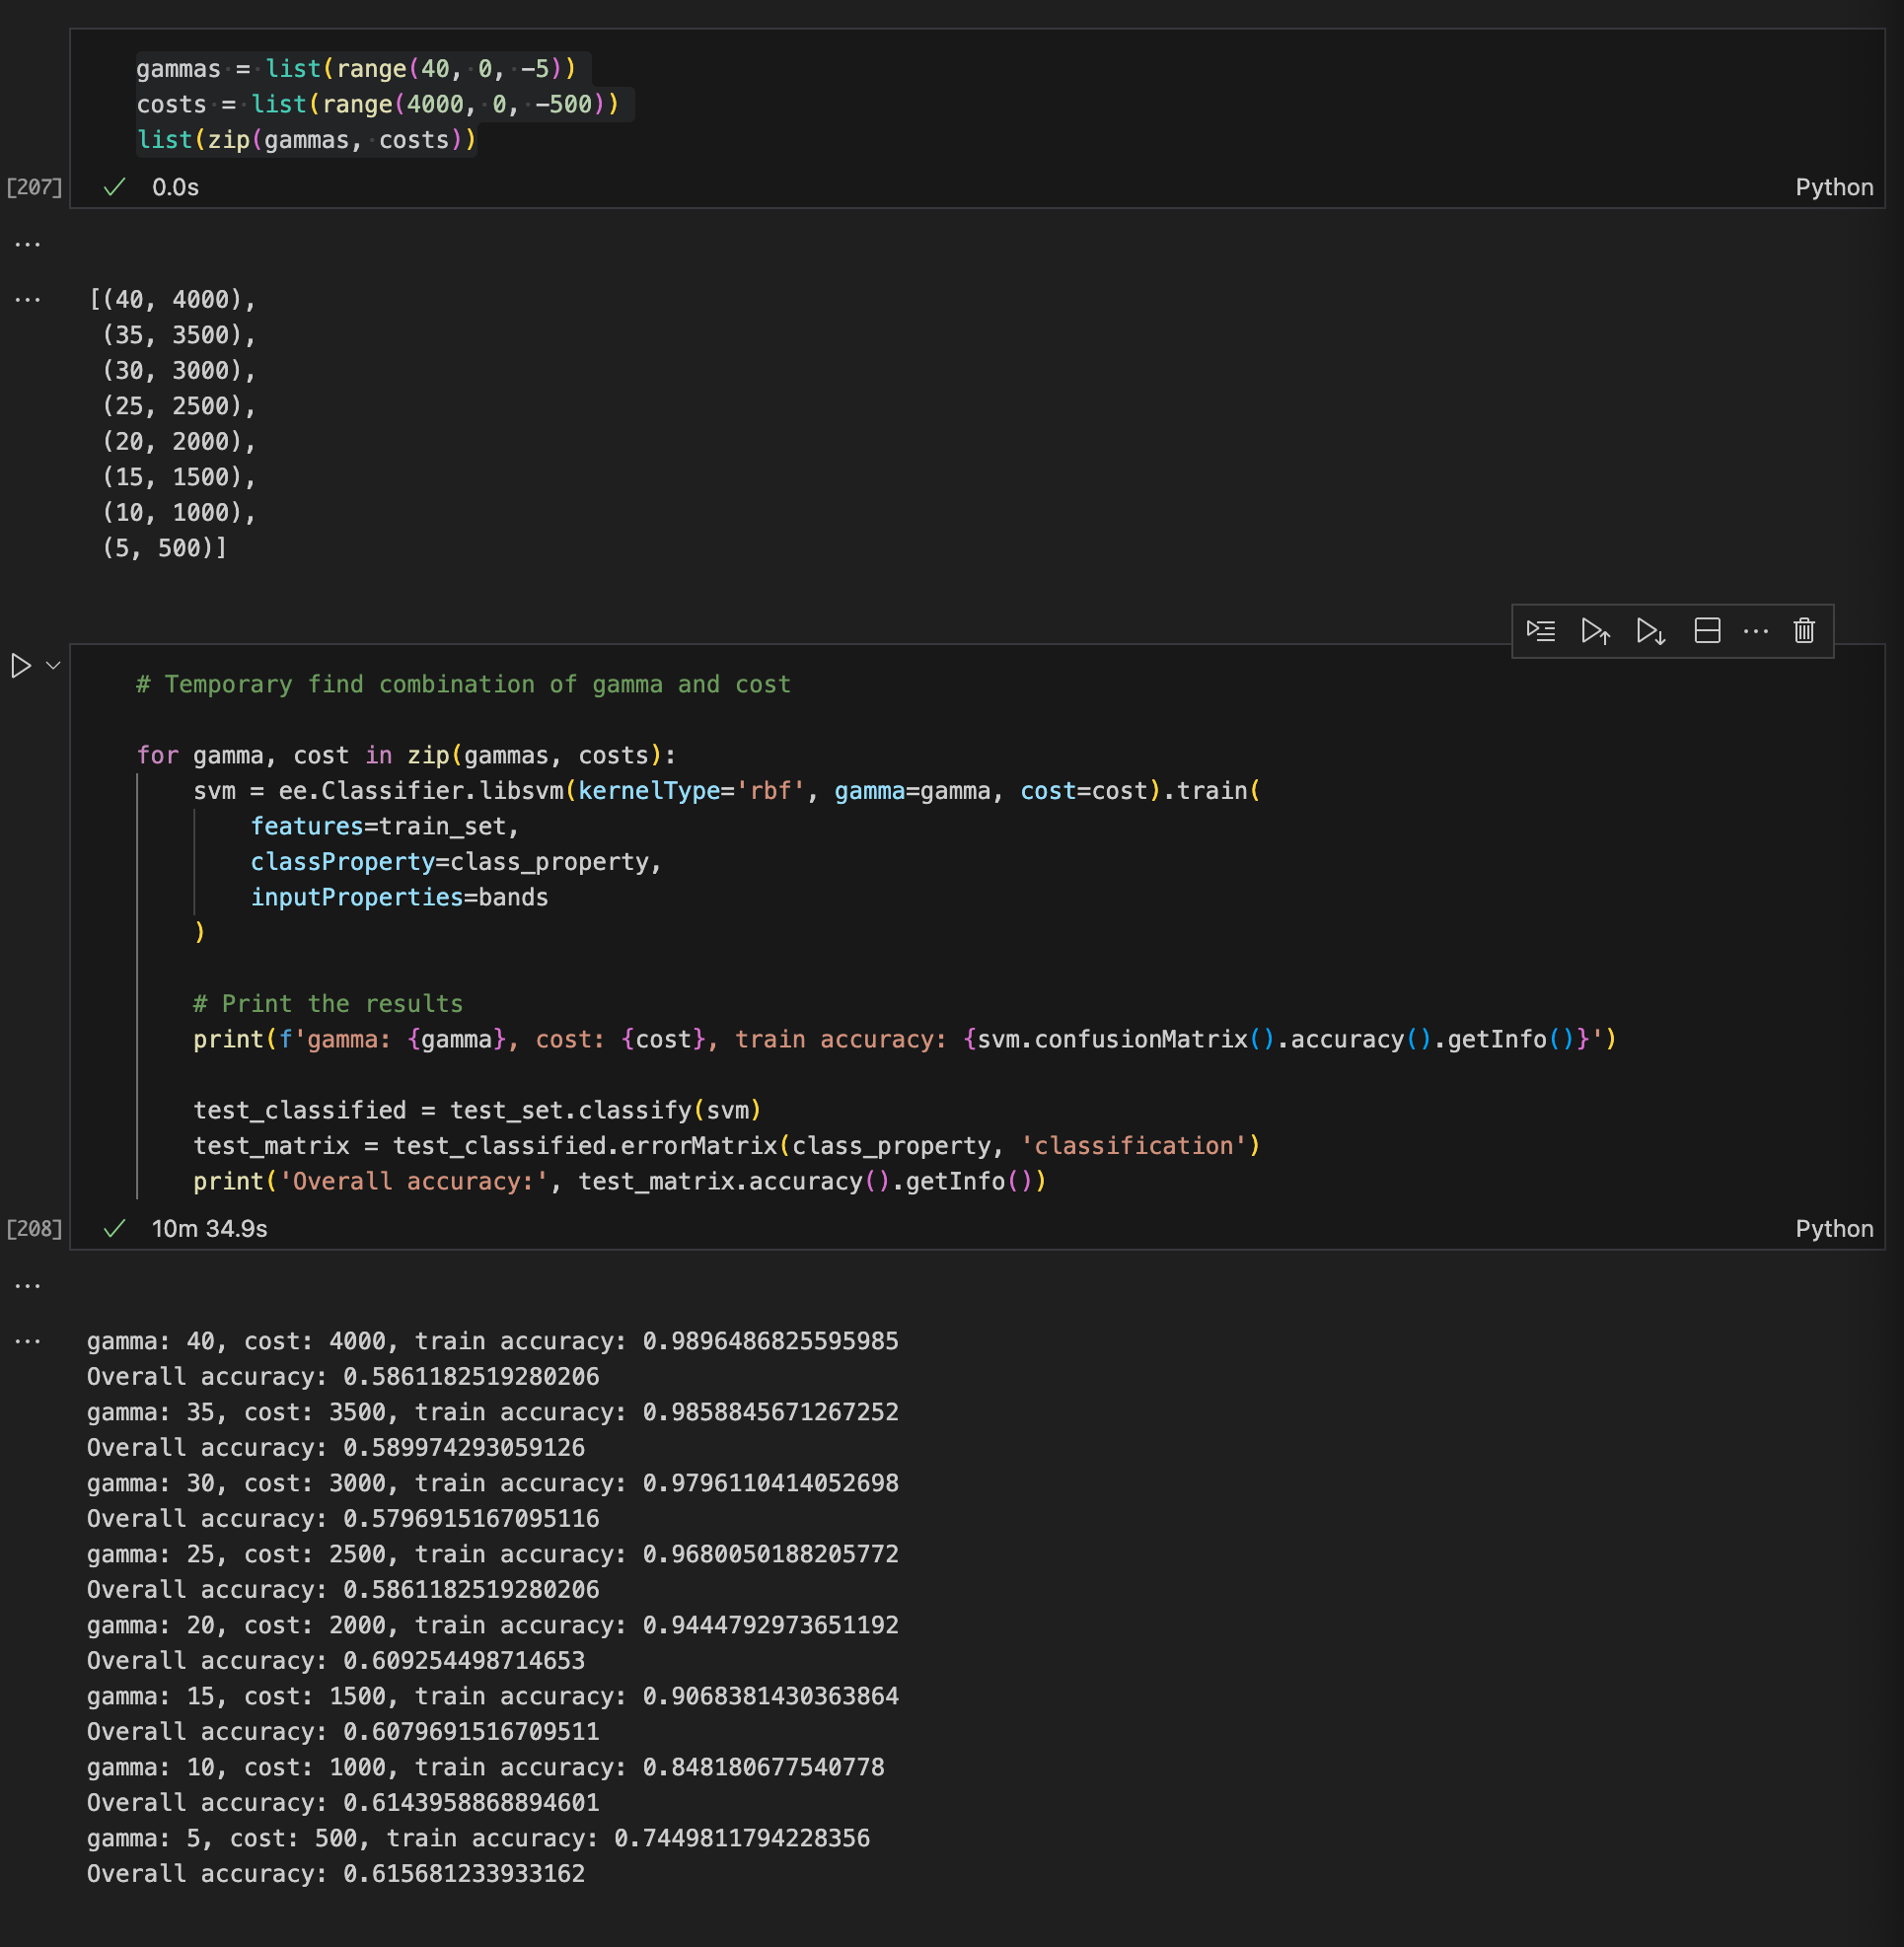 gammas = list(range(40, 0, -5))
costs = list(range(4000, 0, -500))
list(zip(gammas, costs))
[207]
0.0s
Python
...
...
[(40, 4000),
(35, 3500),
(30, 3000),
(25, 2500),
(20, 2000),
(15, 1500),
(10, 1000),
(5, 500)]
# Temporary find combination of gamma and cost
for gamma, cost in zip(gammas, costs):
svm = ee.Classifier.libsvm(kernelType='rbf', gamma=gamma, cost=cost).train(
features=train_set,
classProperty=class_property,
inputProperties=bands
)
# Print the results
print(f'gamma: {gamma}, cost: {cost}, train accuracy: {svm.confusionMatrix().accuracy().getInfo()}')
test_classified = test_set.classify(svm)
test_matrix = test_classified.errorMatrix(class_property, 'classification')
print('Overall accuracy:', test_matrix.accuracy().getInfo())
[208]
10m 34.9s
Python
...
...
gamma: 40, cost: 4000, train accuracy: 0.9896486825595985
Overall accuracy: 0.5861182519280206
gamma: 35, cost: 3500, train accuracy: 0.9858845671267252
Overall accuracy: 0.589974293059126
gamma: 30, cost: 3000, train accuracy: 0.9796110414052698
Overall accuracy: 0.5796915167095116
gamma: 25, cost: 2500, train accuracy: 0.9680050188205772
Overall accuracy: 0.5861182519280206
gamma: 20, cost: 2000, train accuracy: 0.9444792973651192
Overall accuracy: 0.609254498714653
gamma: 15, cost: 1500, train accuracy: 0.9068381430363864
Overall accuracy: 0.6079691516709511
gamma: 10, cost: 1000, train accuracy: 0.848180677540778
Overall accuracy: 0.6143958868894601
gamma: 5, cost: 500, train accuracy: 0.7449811794228356
Overall accuracy: 0.615681233933162